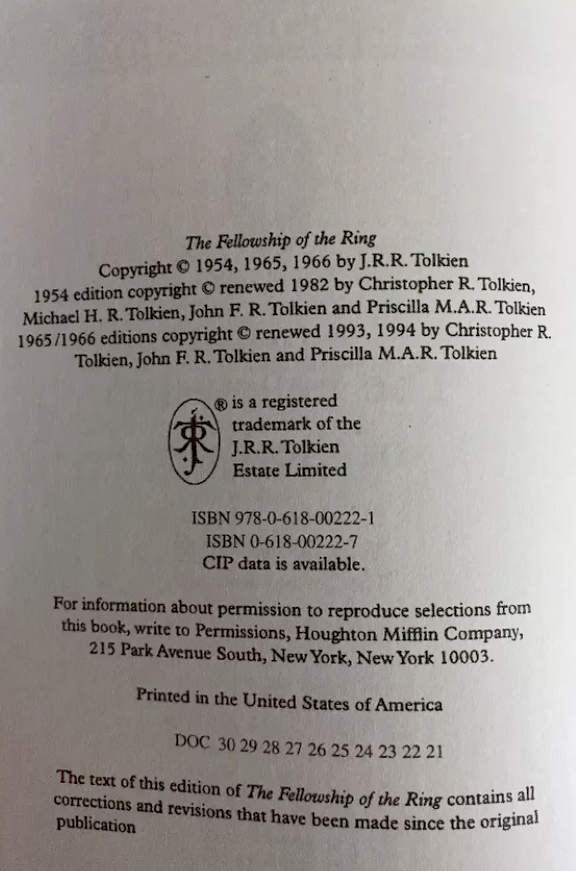 The Fellowship of the Ring
Copyright © 1954, 1965, 1966 by J.R.R. Tolkien
1954 edition copyright © renewed 1982 by Christopher R. Tolkien,
Michael H. R. Tolkien, John F. R. Tolkien and Priscilla M.A.R. Tolkien
1965/1966 editions copyright © renewed 1993, 1994 by Christopher R.
Tolkien, John F. R. Tolkien and Priscilla M.A.R. Tolkien
® is a registered
trademark of the
J.R.R. Tolkien
Estate Limited
ISBN 978-0-618-00222-1
ISBN 0-618-00222-7
CIP data is available.
For information about permission to reproduce selections from
this book, write to Permissions, Houghton Mifflin Company,
215 Park Avenue South, New York, New York 10003.
Printed in the United States of America
DOC 30 29 28 27 26 25 24 23 22 21
The text of this edition of The Fellowship of the Ring contains all
corrections and revisions that have been made since the original
publication